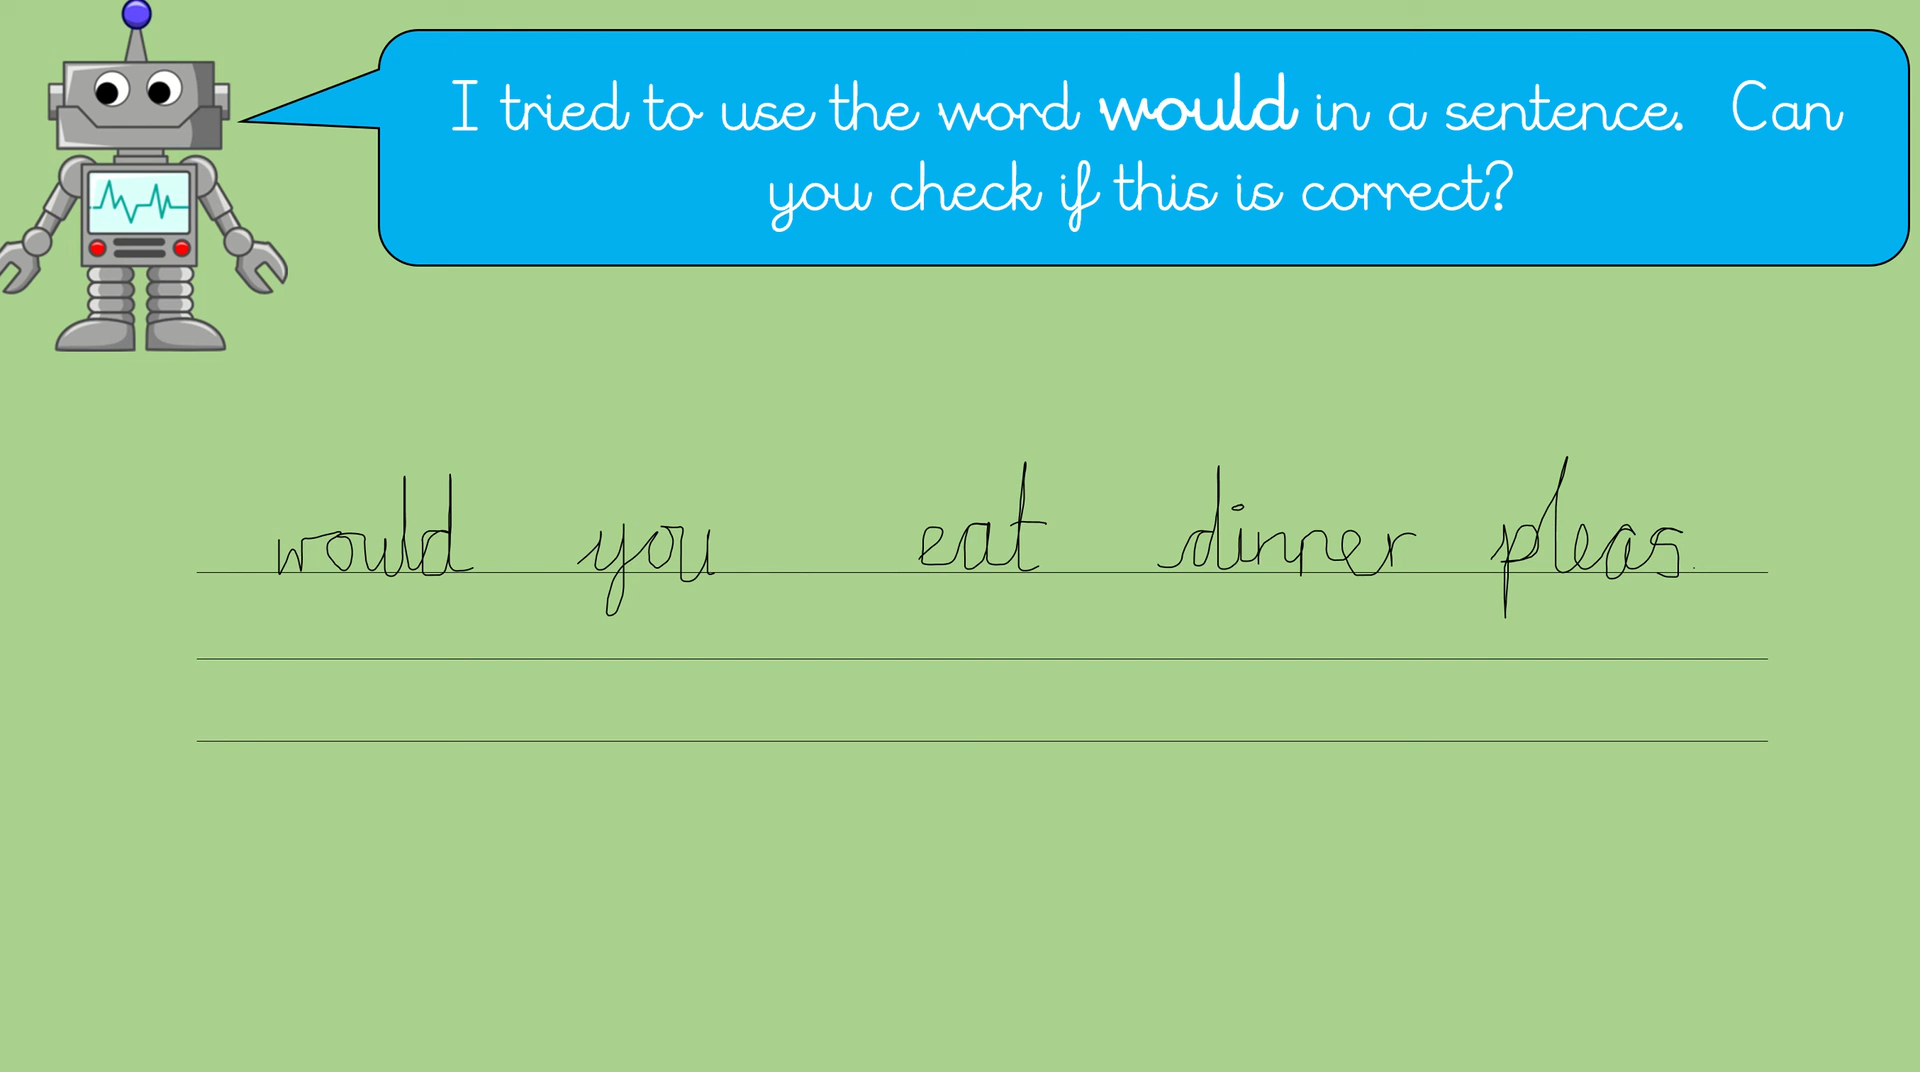 I tried to use the word would in a sentence. Can
you check if this is correct?
would you eat dinner pleas.